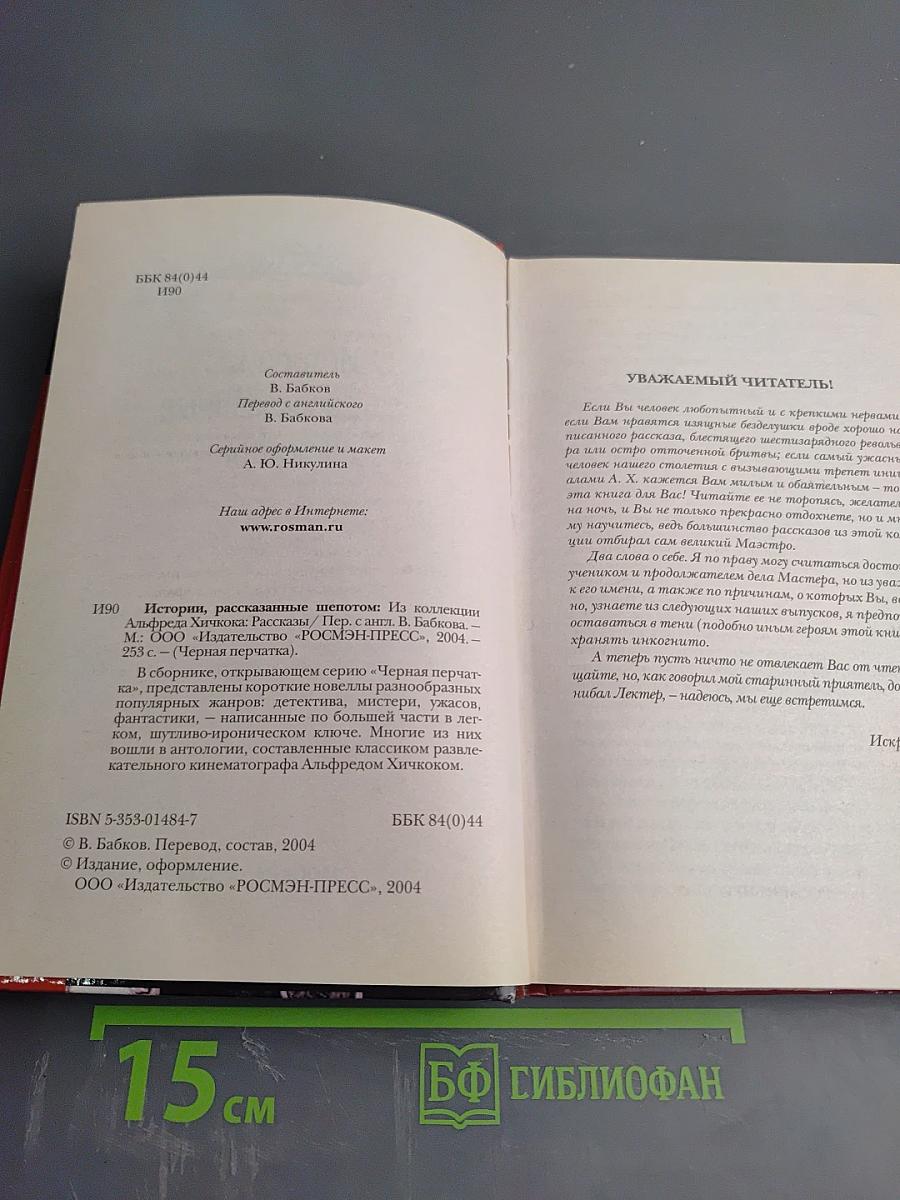 ББК 84(0)44
И90
Составитель
В. Бабков
Перевод с английского
В. Бабкова
Серийное оформление и макет
А. Ю. Никулина
Наш адрес в Интернете:
www.rosman.ru
И90 Истории, рассказанные шепотом: Из коллекции
Альфреда Хичкока: Рассказы/ Пер. с англ. В. Бабкова. –
М.: ООО «Издательство «РОСМЭН-ПРЕСС», 2004. –
253 с. – (Черная перчатка).
В сборнике, открывающем серию «Черная перчат-
ка», представлены короткие новеллы разнообразных
популярных жанров: детектива, мистери, ужасов,
фантастики, – написанные по большей части в лег-
ком, шутливо-ироническом ключе. Многие из них
вошли в антологии, составленные классиком развле-
кательного кинематографа Альфредом Хичкоком.
ISBN 5-353-01484-7 ББК 84(0)44
© В. Бабков. Перевод, состав, 2004
© Издание, оформление.
ООО «Издательство «РОСМЭН-ПРЕСС», 2004
УВАЖАЕМЫЙ ЧИТАТЕЛЬ!
Если Вы человек любопытный и с крепкими нервами
если Вам нравятся изящные безделушки вроде хорошо на
писанного рассказа, блестящего шестизарядного револьв
ра или остро отточенной бритвы; если самый ужасны
человек нашего столетия с вызывающими трепет иниц
алами А. Х. кажется Вам милым и обаятельным – то
эта книга для Вас! Читайте ее не торопясь, желател
на ночь, и Вы не только прекрасно отдохнете, но и мн
му научитесь, ведь большинство рассказов из этой кол
ции отбирал сам великий Маэстро.
Два слова о себе. Я по праву могу считаться досто
учеником и продолжателем дела Мастера, но из ува
к его имени, а также по причинам, о которых Вы, во
но, узнаете из следующих наших выпусков, я предпо
оставаться в тени (подобно иным героям этой книг
хранять инкогнито.
А теперь пусть ничто не отвлекает Вас от чтен
щайте, но, как говорил мой старинный приятель, до
нибал Лектер, – надеюсь, мы еще встретимся.
Искр
15 см БФ БИБЛИОФАН